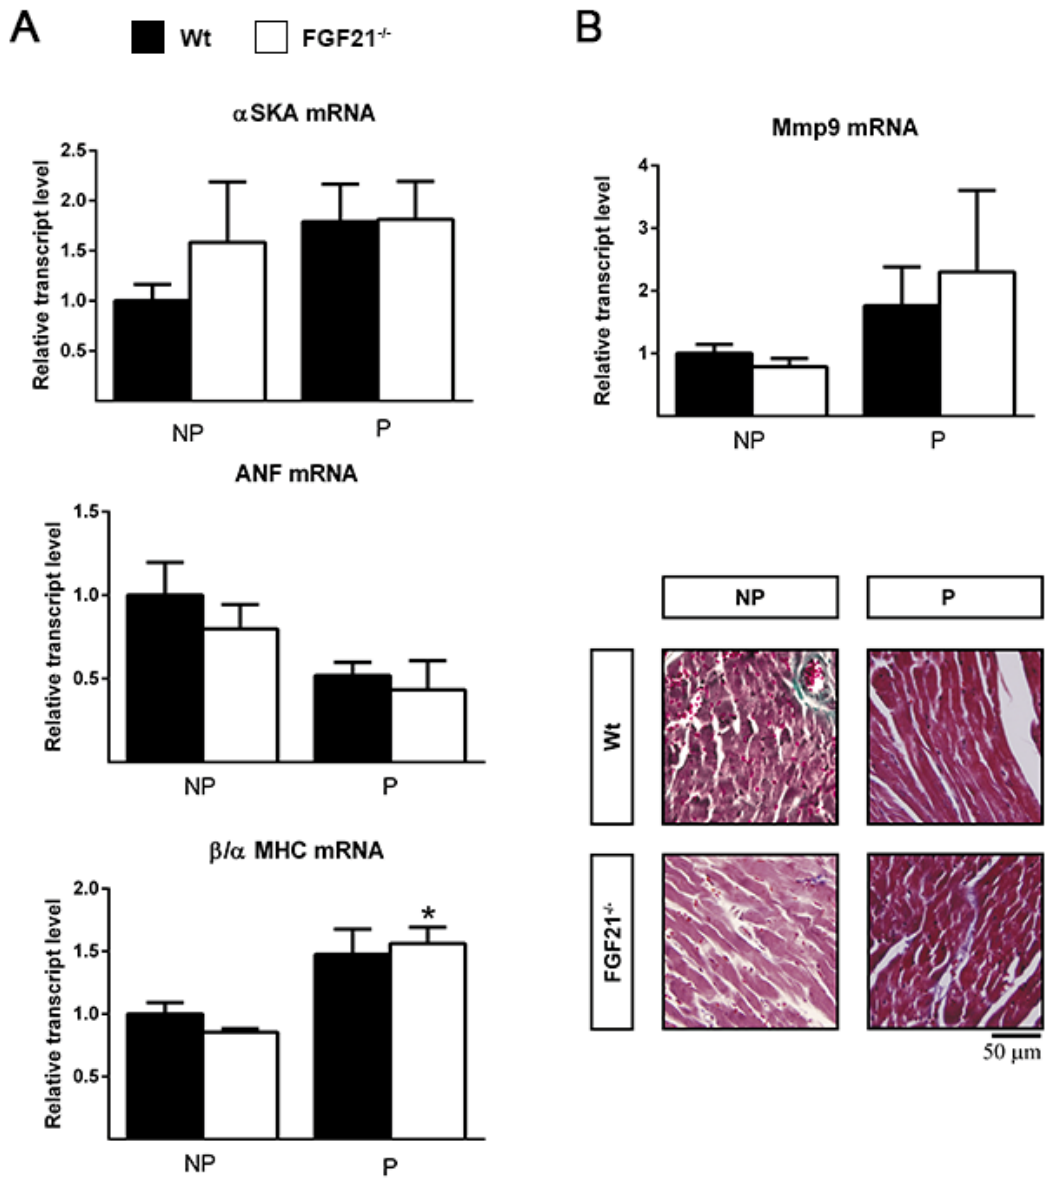 A
Wt
FGF21-/-
αSKA mRNA
Relative transcript level
2.5
2.0
1.5
1.0
0.5
NP
P
ANF mRNA
Relative transcript level
1.5
1.0
0.5
NP
P
β/α MHC mRNA
Relative transcript level
2.0
1.5
1.0
0.5
*
NP
P
B
Mmp9 mRNA
Relative transcript level
4
3
2
1
NP
P
NP
P
Wt
FGF21-/-
50 μm